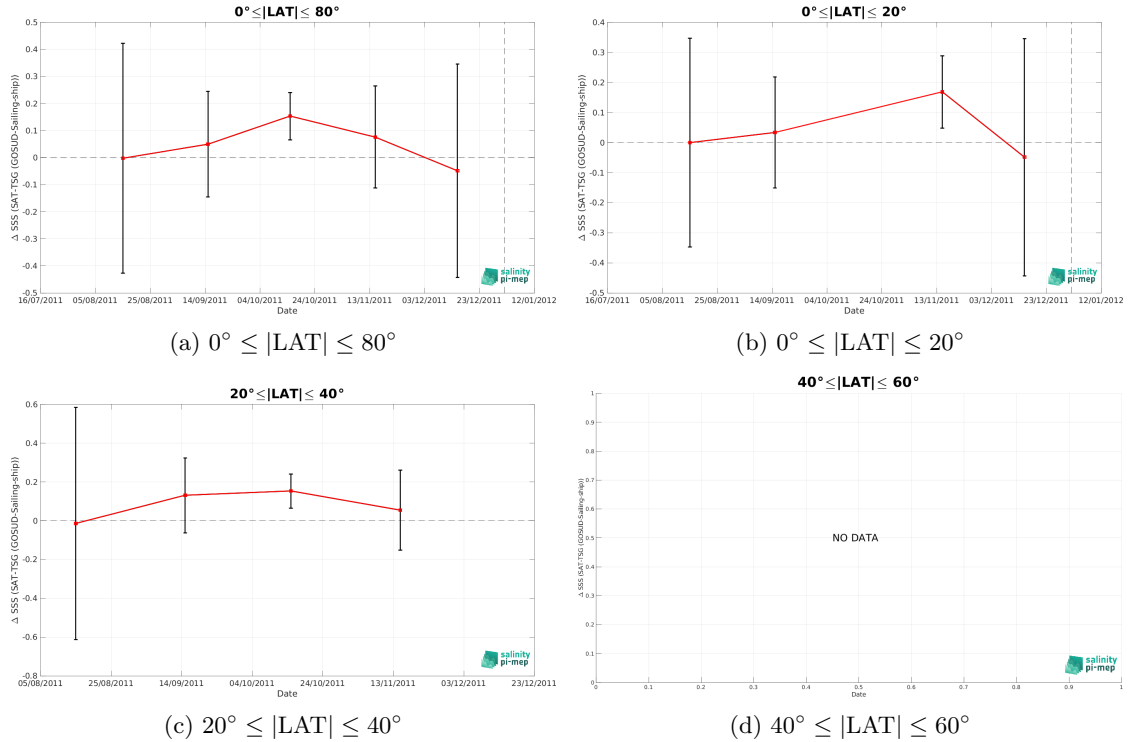 0°≤|LAT|≤ 80°
Δ SSS (SAT-TSG (GOSUD-Sailing-ship))
0.5
0.4
0.3
0.2
0.1
0
-0.1
-0.2
-0.3
-0.4
-0.5
16/07/2011 05/08/2011 25/08/2011 14/09/2011 04/10/2011 24/10/2011 13/11/2011 03/12/2011 23/12/2011 12/01/2012
Date
salinity
pi-mep
(a) 0° ≤ |LAT| ≤ 80°
0°≤|LAT|≤ 20°
Δ SSS (SAT-TSG (GOSUD-Sailing-ship))
0.4
0.3
0.2
0.1
0
-0.1
-0.2
-0.3
-0.4
-0.5
16/07/2011 05/08/2011 25/08/2011 14/09/2011 04/10/2011 24/10/2011 13/11/2011 03/12/2011 23/12/2011 12/01/2012
Date
salinity
pi-mep
(b) 0° ≤ |LAT| ≤ 20°
20°≤|LAT|≤ 40°
Δ SSS (SAT-TSG (GOSUD-Sailing-ship))
0.6
0.4
0.2
0
-0.2
-0.4
-0.6
-0.8
05/08/2011 25/08/2011 14/09/2011 04/10/2011 24/10/2011 13/11/2011 03/12/2011 23/12/2011
Date
salinity
pi-mep
(c) 20° ≤ |LAT| ≤ 40°
40°≤|LAT|≤ 60°
Δ SSS (SAT-TSG (GOSUD-Sailing-ship))
1
0.9
0.8
0.7
0.6
0.5
0.4
0.3
0.2
0.1
0
NO DATA
0 0.1 0.2 0.3 0.4 0.5 0.6 0.7 0.8 0.9 1
Date
salinity
pi-mep
(d) 40° ≤ |LAT| ≤ 60°